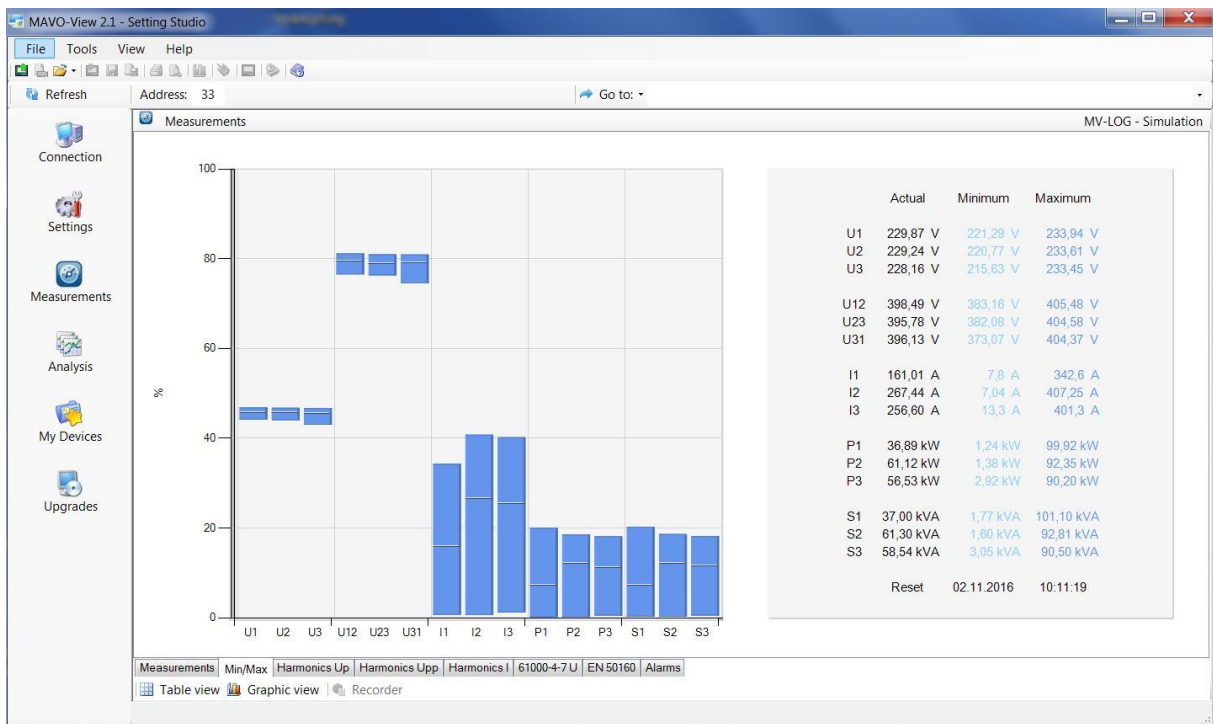 MAVO-View 2.1 - Setting Studio
File Tools View Help
Refresh Address: 33 Go to:
Connection
Settings
Measurements
Analysis
My Devices
Upgrades
Measurements MV-LOG - Simulation
100
80
60
40
20
0
%
U1 U2 U3 U12 U23 U31 I1 I2 I3 P1 P2 P3 S1 S2 S3
Actual Minimum Maximum
U1 229,87 V 221,29 V 233,94 V
U2 229,24 V 220,77 V 233,61 V
U3 228,16 V 215,63 V 233,45 V
U12 398,49 V 383,16 V 405,48 V
U23 395,78 V 382,08 V 404,58 V
U31 396,13 V 373,07 V 404,37 V
I1 161,01 A 7,8 A 342,6 A
I2 267,44 A 7,04 A 407,25 A
I3 256,60 A 13,3 A 401,3 A
P1 36,89 kW 1,24 kW 99,92 kW
P2 61,12 kW 1,38 kW 92,35 kW
P3 56,53 kW 2,92 kW 90,20 kW
S1 37,00 kVA 1,77 kVA 101,10 kVA
S2 61,30 kVA 1,60 kVA 92,81 kVA
S3 58,54 kVA 3,05 kVA 90,50 kVA
Reset 02.11.2016 10:11:19
Measurements Min/Max Harmonics Up Harmonics Upp Harmonics I 61000-4-7 U EN 50160 Alarms
Table view Graphic view Recorder